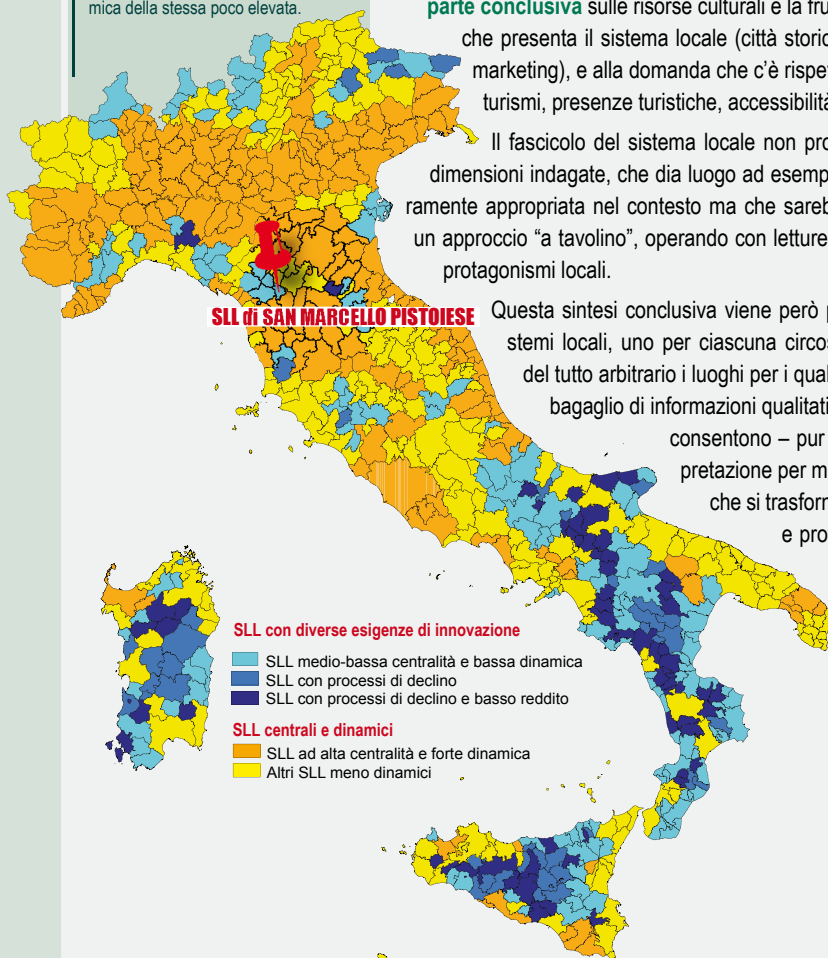 mica della stessa poco elevata.
parte conclusiva sulle risorse culturali e la fru
che presenta il sistema locale (città storic
marketing), e alla domanda che c'è rispe
turismi, presenze turistiche, accessibilità
Il fascicolo del sistema locale non pro
dimensioni indagate, che dia luogo ad esemp
ramente appropriata nel contesto ma che sareb
un approccio “a tavolino”, operando con letture
protagonismi locali.
SLL di SAN MARCELLO PISTOIESE
Questa sintesi conclusiva viene però p
stemi locali, uno per ciascuna circos
del tutto arbitrario i luoghi per i qual
bagaglio di informazioni qualitati
consentono – pur
pretazione per m
che si trasforn
e pro
SLL con diverse esigenze di innovazione
SLL medio-bassa centralità e bassa dinamica
SLL con processi di declino
SLL con processi di declino e basso reddito
SLL centrali e dinamici
SLL ad alta centralità e forte dinamica
Altri SLL meno dinamici